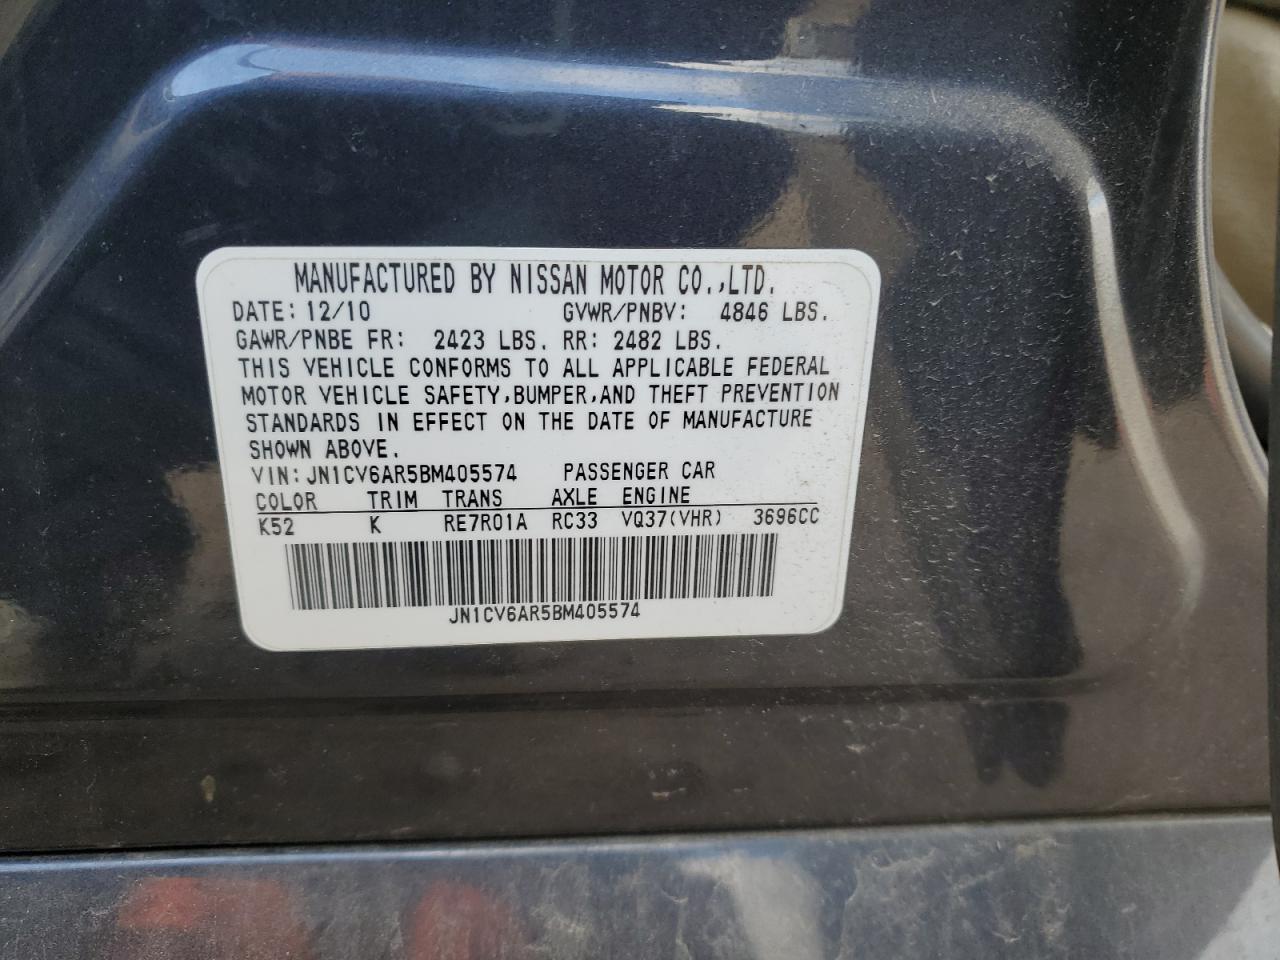 MANUFACTURED BY NISSAN MOTOR CO.,LTD.
DATE: 12/10 GVWR/PNBV: 4846 LBS.
GAWR/PNBE FR: 2423 LBS. RR: 2482 LBS.
THIS VEHICLE CONFORMS TO ALL APPLICABLE FEDERAL
MOTOR VEHICLE SAFETY,BUMPER,AND THEFT PREVENTION
STANDARDS IN EFFECT ON THE DATE OF MANUFACTURE
SHOWN ABOVE.
VIN:JN1CV6AR5BM405574 PASSENGER CAR
COLOR TRIM TRANS AXLE ENGINE
K52 K RE7R01A RC33 VQ37(VHR) 3696CC
JN1CV6AR5BM405574